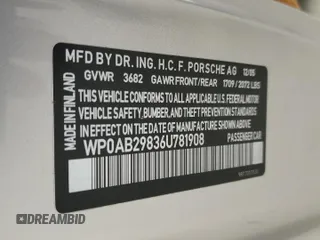 MFD BY DR. ING. H.C. F. PORSCHE AG 12/05
GVWR 3682 GAWR FRONT/REAR 1709 / 2072 LBS
THIS VEHICLE CONFORMS TO ALL APPLICABLE U.S. FEDERAL MOTOR
VEHICLE SAFETY, BUMPER, AND THEFT PREVENTION STANDARDS
IN EFFECT ON THE DATE OF MANUFACTURE SHOWN ABOVE.
WP0AB29836U781908
PASSENGER CAR
MADE IN FINLAND
DREAMBID